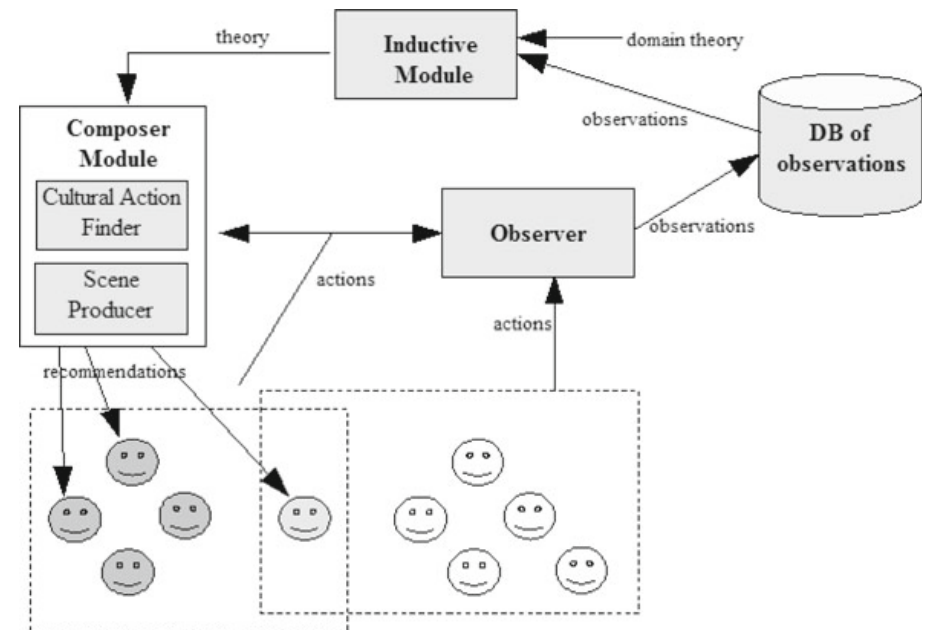 theory
Inductive
Module
domain theory
observations
DB of
observations
Composer
Module
Cultural Action
Finder
Scene
Producer
actions
Observer
observations
actions
recommendations